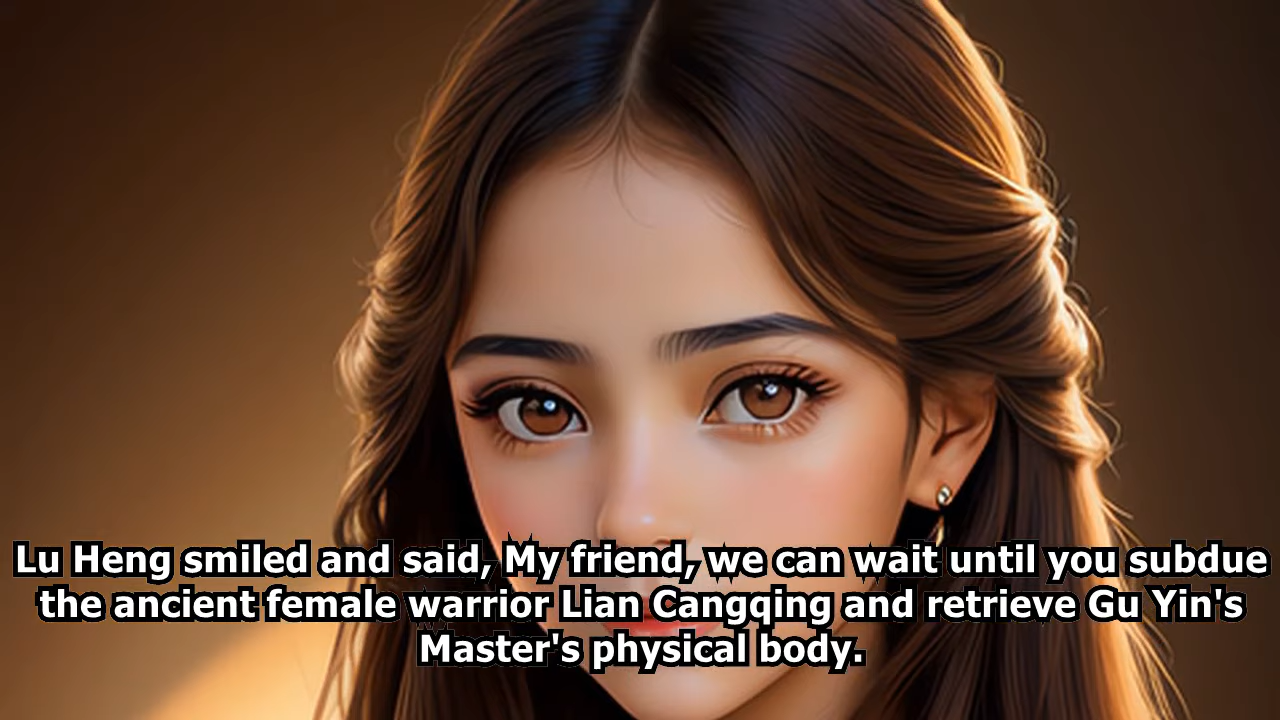 Lu Heng smiled and said, My friend, we can wait until you subdue
the ancient female warrior Lian Cangqing and retrieve Gu Yin's
Master's physical body.